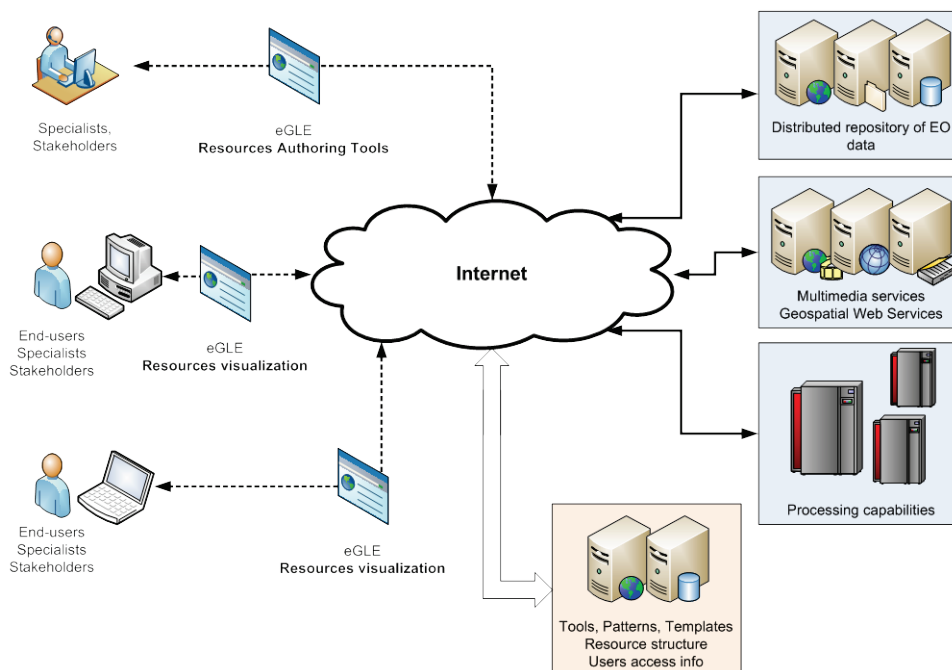 Specialists,
Stakeholders
eGLE
Resources Authoring Tools
Distributed repository of EO
data
Internet
Multimedia services
Geospatial Web Services
End-users
Specialists
Stakeholders
eGLE
Resources visualization
Processing capabilities
End-users
Specialists
Stakeholders
eGLE
Resources visualization
Tools, Patterns, Templates
Resource structure
Users access info